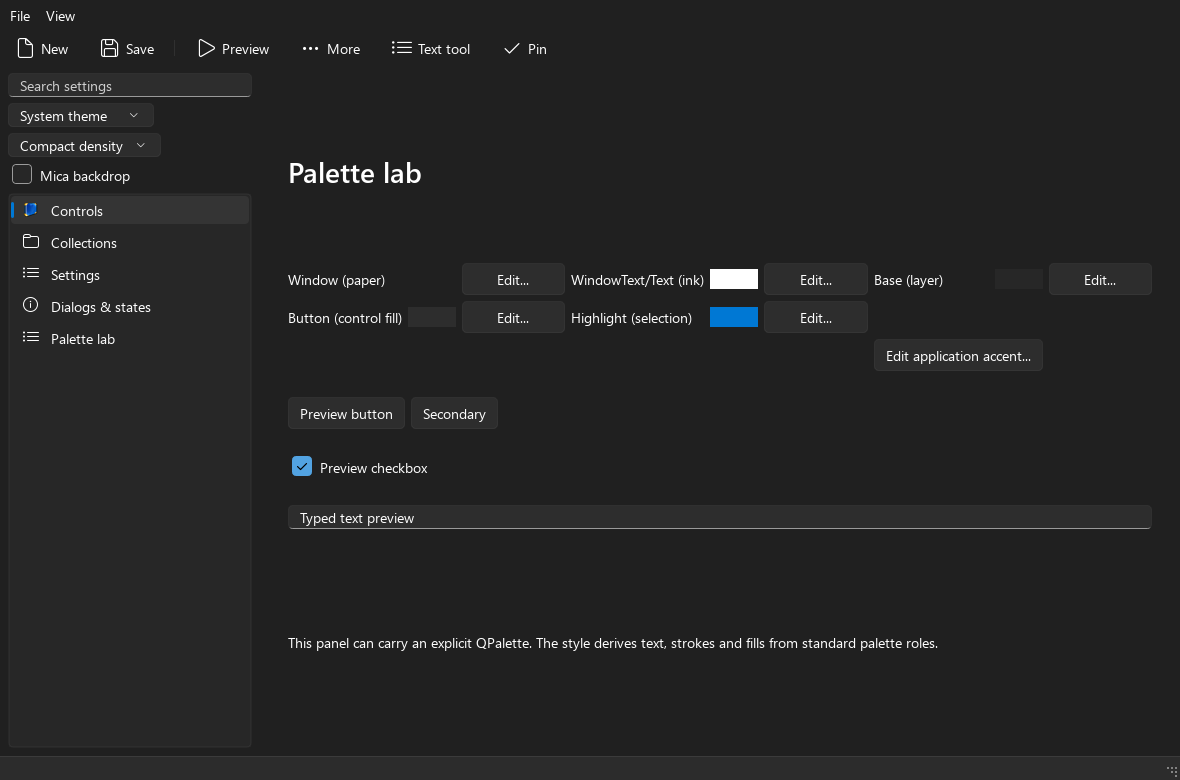 File View
New Save Preview More Text tool Pin
Search settings
System theme
Compact density
Mica backdrop
Controls
Collections
Settings
Dialogs & states
Palette lab
Palette lab
Window (paper) Edit... WindowText/Text (ink) Edit... Base (layer) Edit...
Button (control fill) Edit... Highlight (selection) Edit...
Edit application accent...
Preview button Secondary
Preview checkbox
Typed text preview
This panel can carry an explicit QPalette. The style derives text, strokes and fills from standard palette roles.